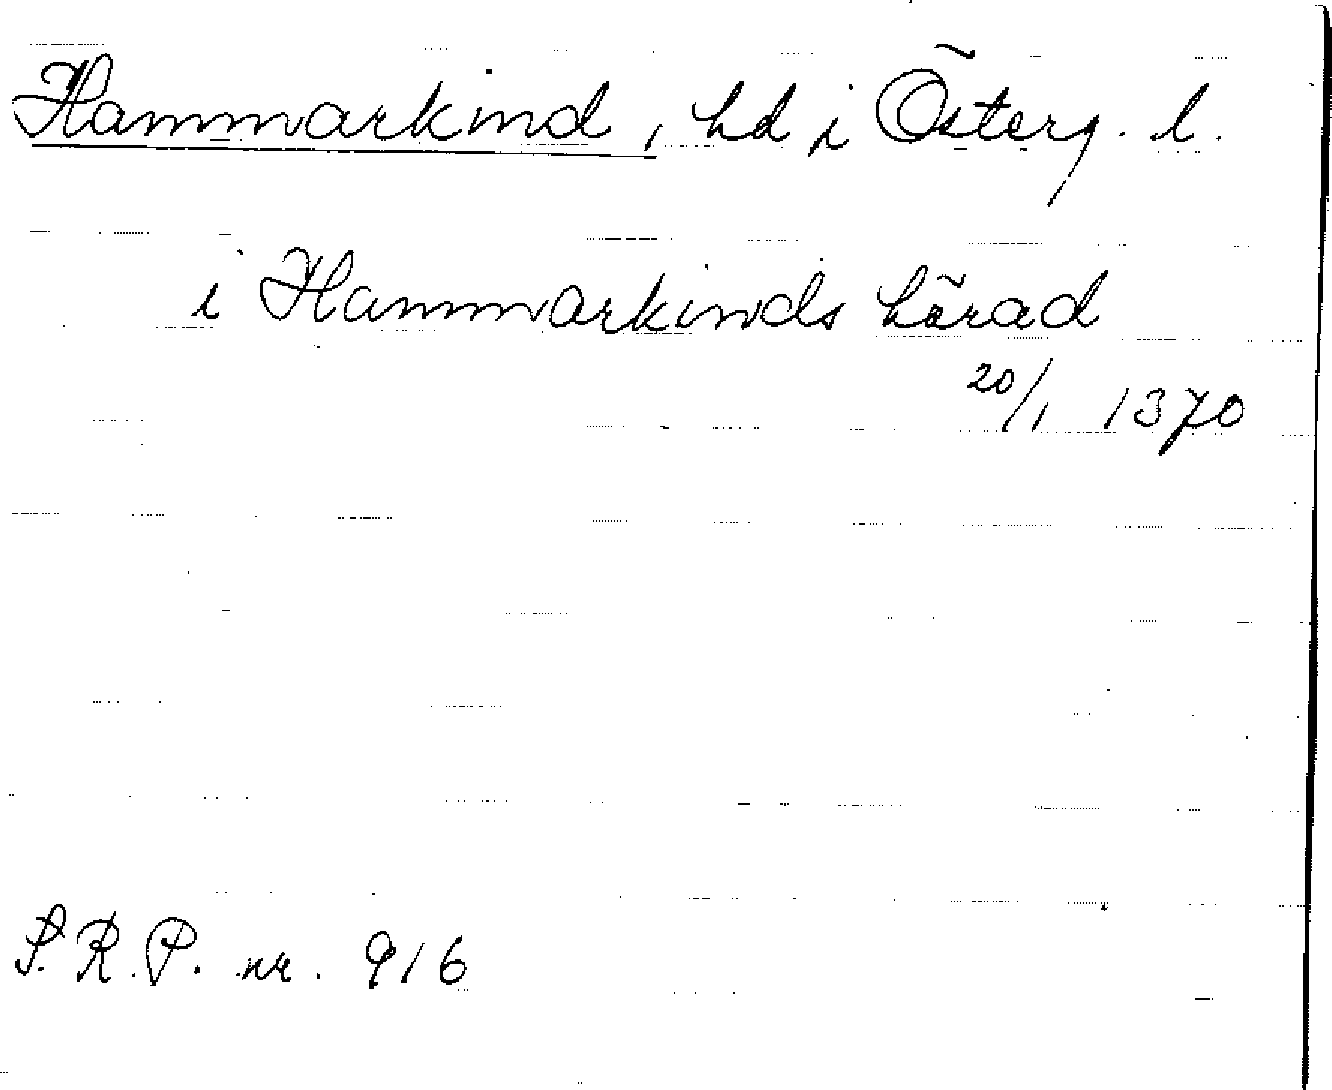 Hammarkind, hd i Österg. l.
i Hammarkinds härad
20/1 1370
S.R.P. nr. 916